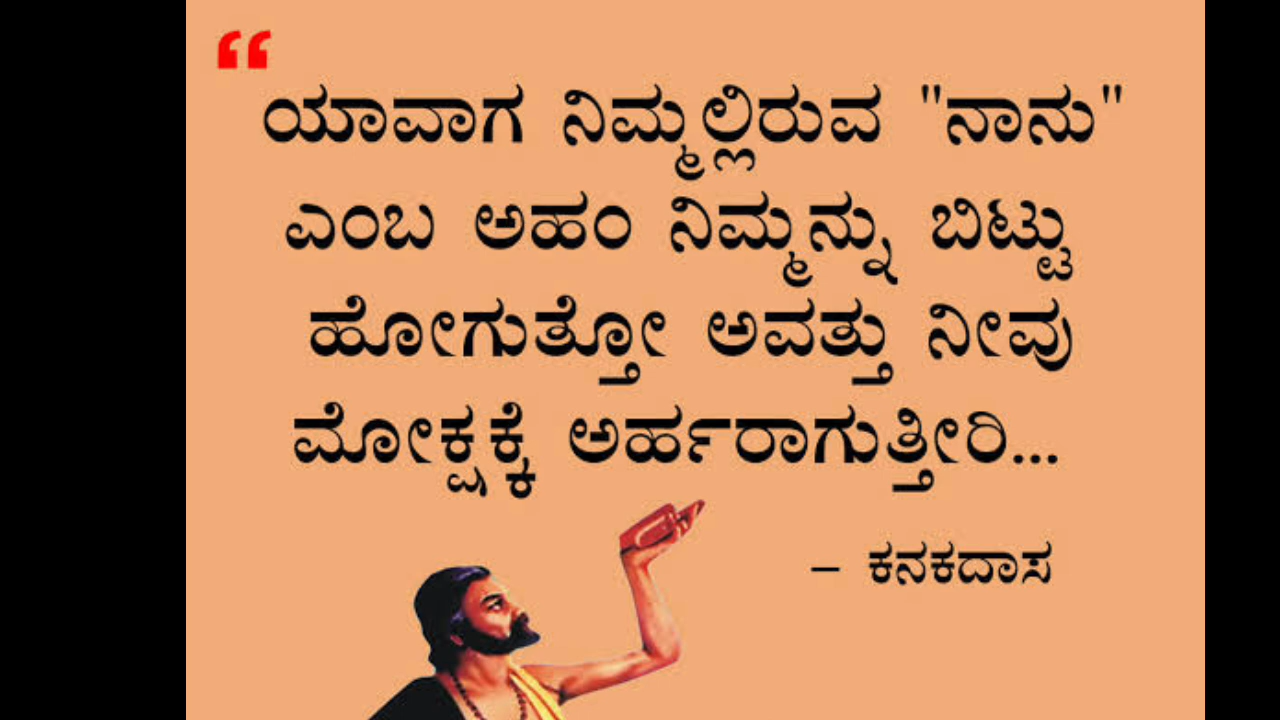 “
ಯಾವಾಗ ನಿಮ್ಮಲ್ಲಿರುವ "ನಾನು"
ಎಂಬ ಅಹಂ ನಿಮ್ಮನ್ನು ಬಿಟ್ಟು
ಹೋಗುತ್ತೋ ಅವತ್ತು ನೀವು
ಮೋಕ್ಷಕ್ಕೆ ಅರ್ಹರಾಗುತ್ತೀರಿ...
– ಕನಕದಾಸ